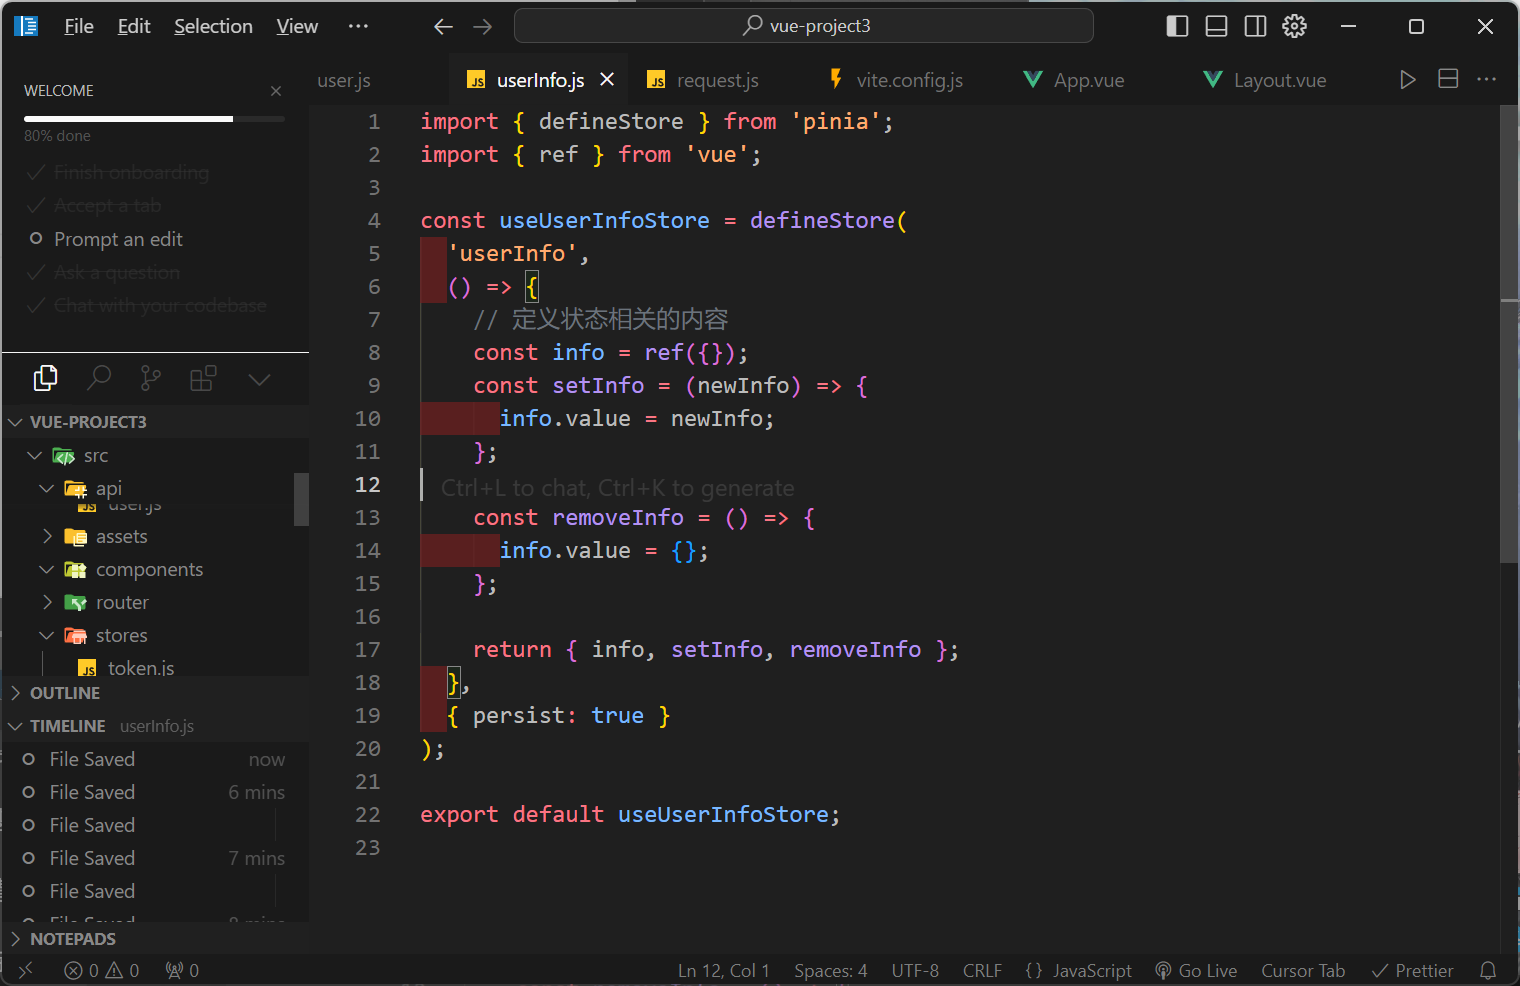 File Edit Selection View ··· vue-project3
WELCOME
80% done
Finish onboarding
Accept a tab
Prompt an edit
Ask a question
Chat with your codebase
VUE-PROJECT3
src
api
user.js
assets
components
router
stores
token.js
OUTLINE
TIMELINE userInfo.js
File Saved now
File Saved 6 mins
File Saved
File Saved 7 mins
File Saved
File Saved 8 mins
NOTEPADS
user.js JS userInfo.js JS request.js vite.config.js App.vue Layout.vue
1 import { defineStore } from 'pinia';
2 import { ref } from 'vue';
3
4 const useUserInfoStore = defineStore(
5 'userInfo',
6 () => {
7 // 定义状态相关的内容
8 const info = ref({});
9 const setInfo = (newInfo) => {
10 info.value = newInfo;
11 };
12 Ctrl+L to chat, Ctrl+K to generate
13 const removeInfo = () => {
14 info.value = {};
15 };
16
17 return { info, setInfo, removeInfo };
18 },
19 { persist: true }
20 );
21
22 export default useUserInfoStore;
23
0 0 0 Ln 12, Col 1 Spaces: 4 UTF-8 CRLF {} JavaScript Go Live Cursor Tab Prettier